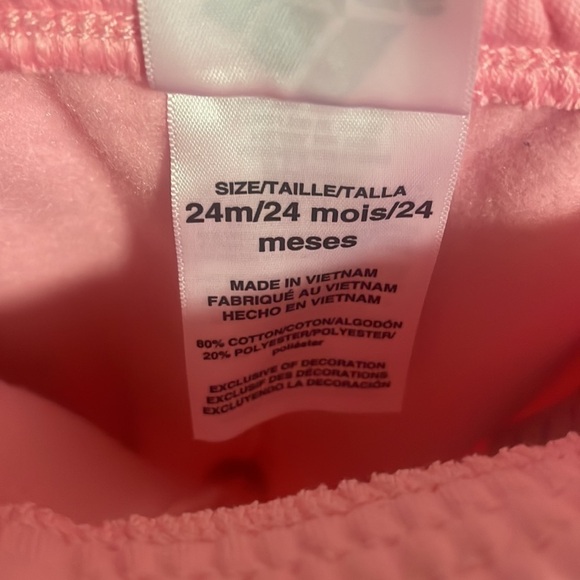 SIZE/TAILLE/TALLA
24m/24 mois/24
meses
MADE IN VIETNAM
FABRIQUÉ AU VIETNAM
HECHO EN VIETNAM
80% COTTON/COTON/ALGODÓN
20% POLYESTER/POLYESTER/
poliéster
EXCLUSIVE OF DECORATION
EXCLUSIF DES DÉCORATIONS
EXCLUYENDO LA DECORACIÓN